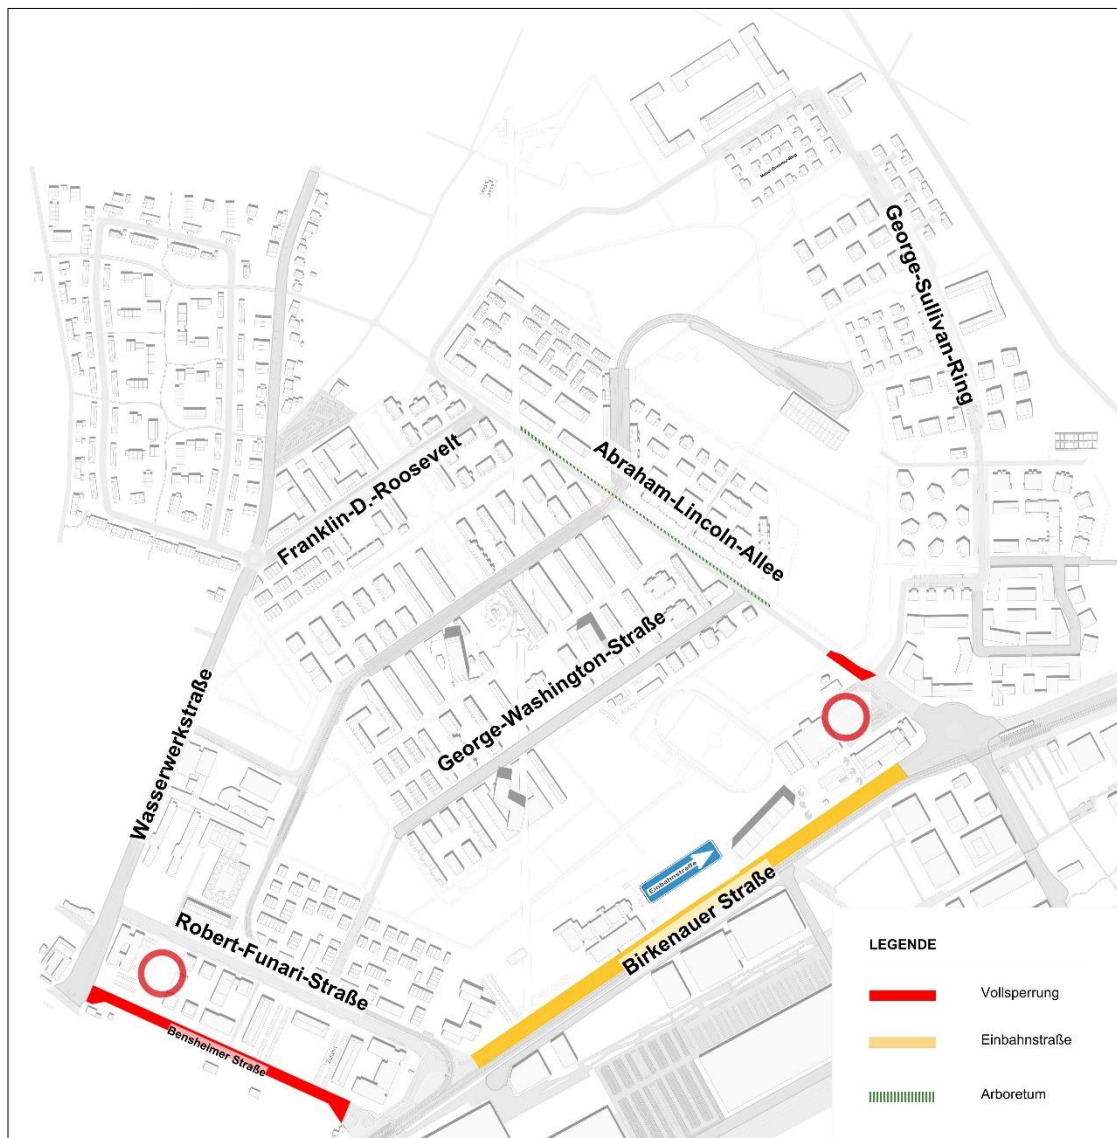 George-Sullivan-Ring
Franklin-D.-Roosevelt
Abraham-Lincoln-Allee
George-Washington-Straße
Wasserwerkstraße
Einbahnstraße
Birkenauer Straße
Robert-Funari-Straße
Bensheimer Straße
Zufahrt
LEGENDE
Vollsperrung
Einbahnstraße
Arboretum